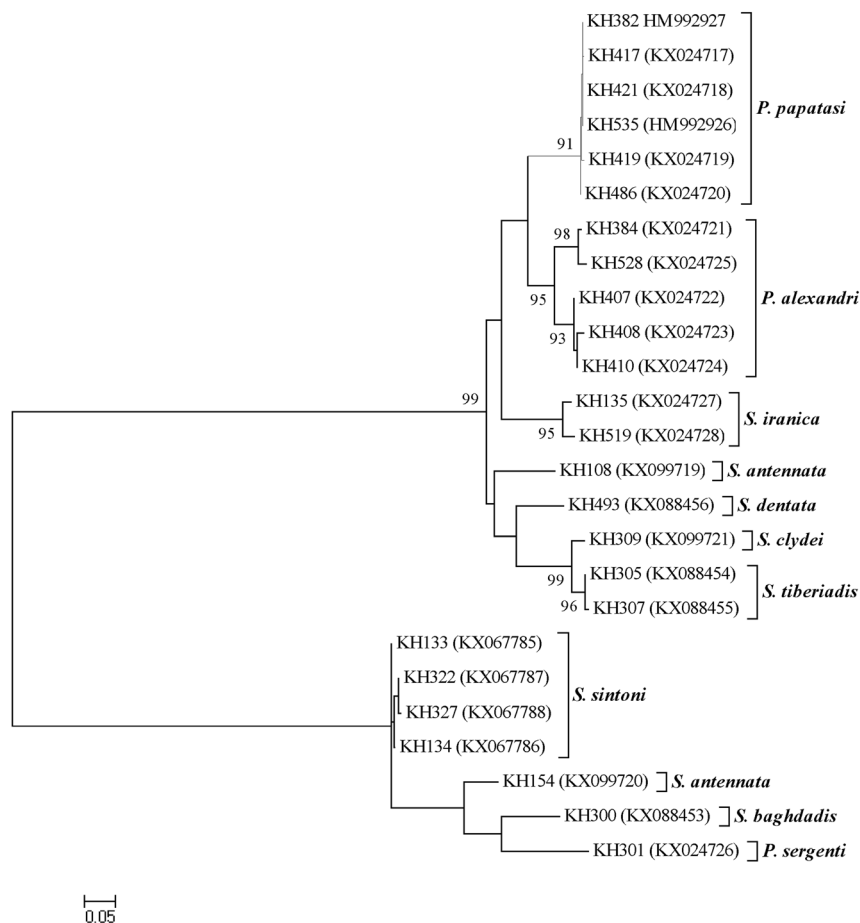 KH382 HM992927
KH417 (KX024717)
KH421 (KX024718)
P. papatasi
KH535 (HM992926)
91
KH419 (KX024719)
KH486 (KX024720)
KH384 (KX024721)
98
KH528 (KX024725)
95
KH407 (KX024722)
P. alexandri
93
KH408 (KX024723)
KH410 (KX024724)
99
KH135 (KX024727)
S. iranica
95
KH519 (KX024728)
KH108 (KX099719)
S. antennata
KH493 (KX088456)
S. dentata
KH309 (KX099721)
S. clydei
99
KH305 (KX088454)
S. tiberiadis
96
KH307 (KX088455)
KH133 (KX067785)
KH322 (KX067787)
S. sintoni
KH327 (KX067788)
KH134 (KX067786)
KH154 (KX099720)
S. antennata
KH300 (KX088453)
S. baghdadis
KH301 (KX024726)
P. sergenti
0.05